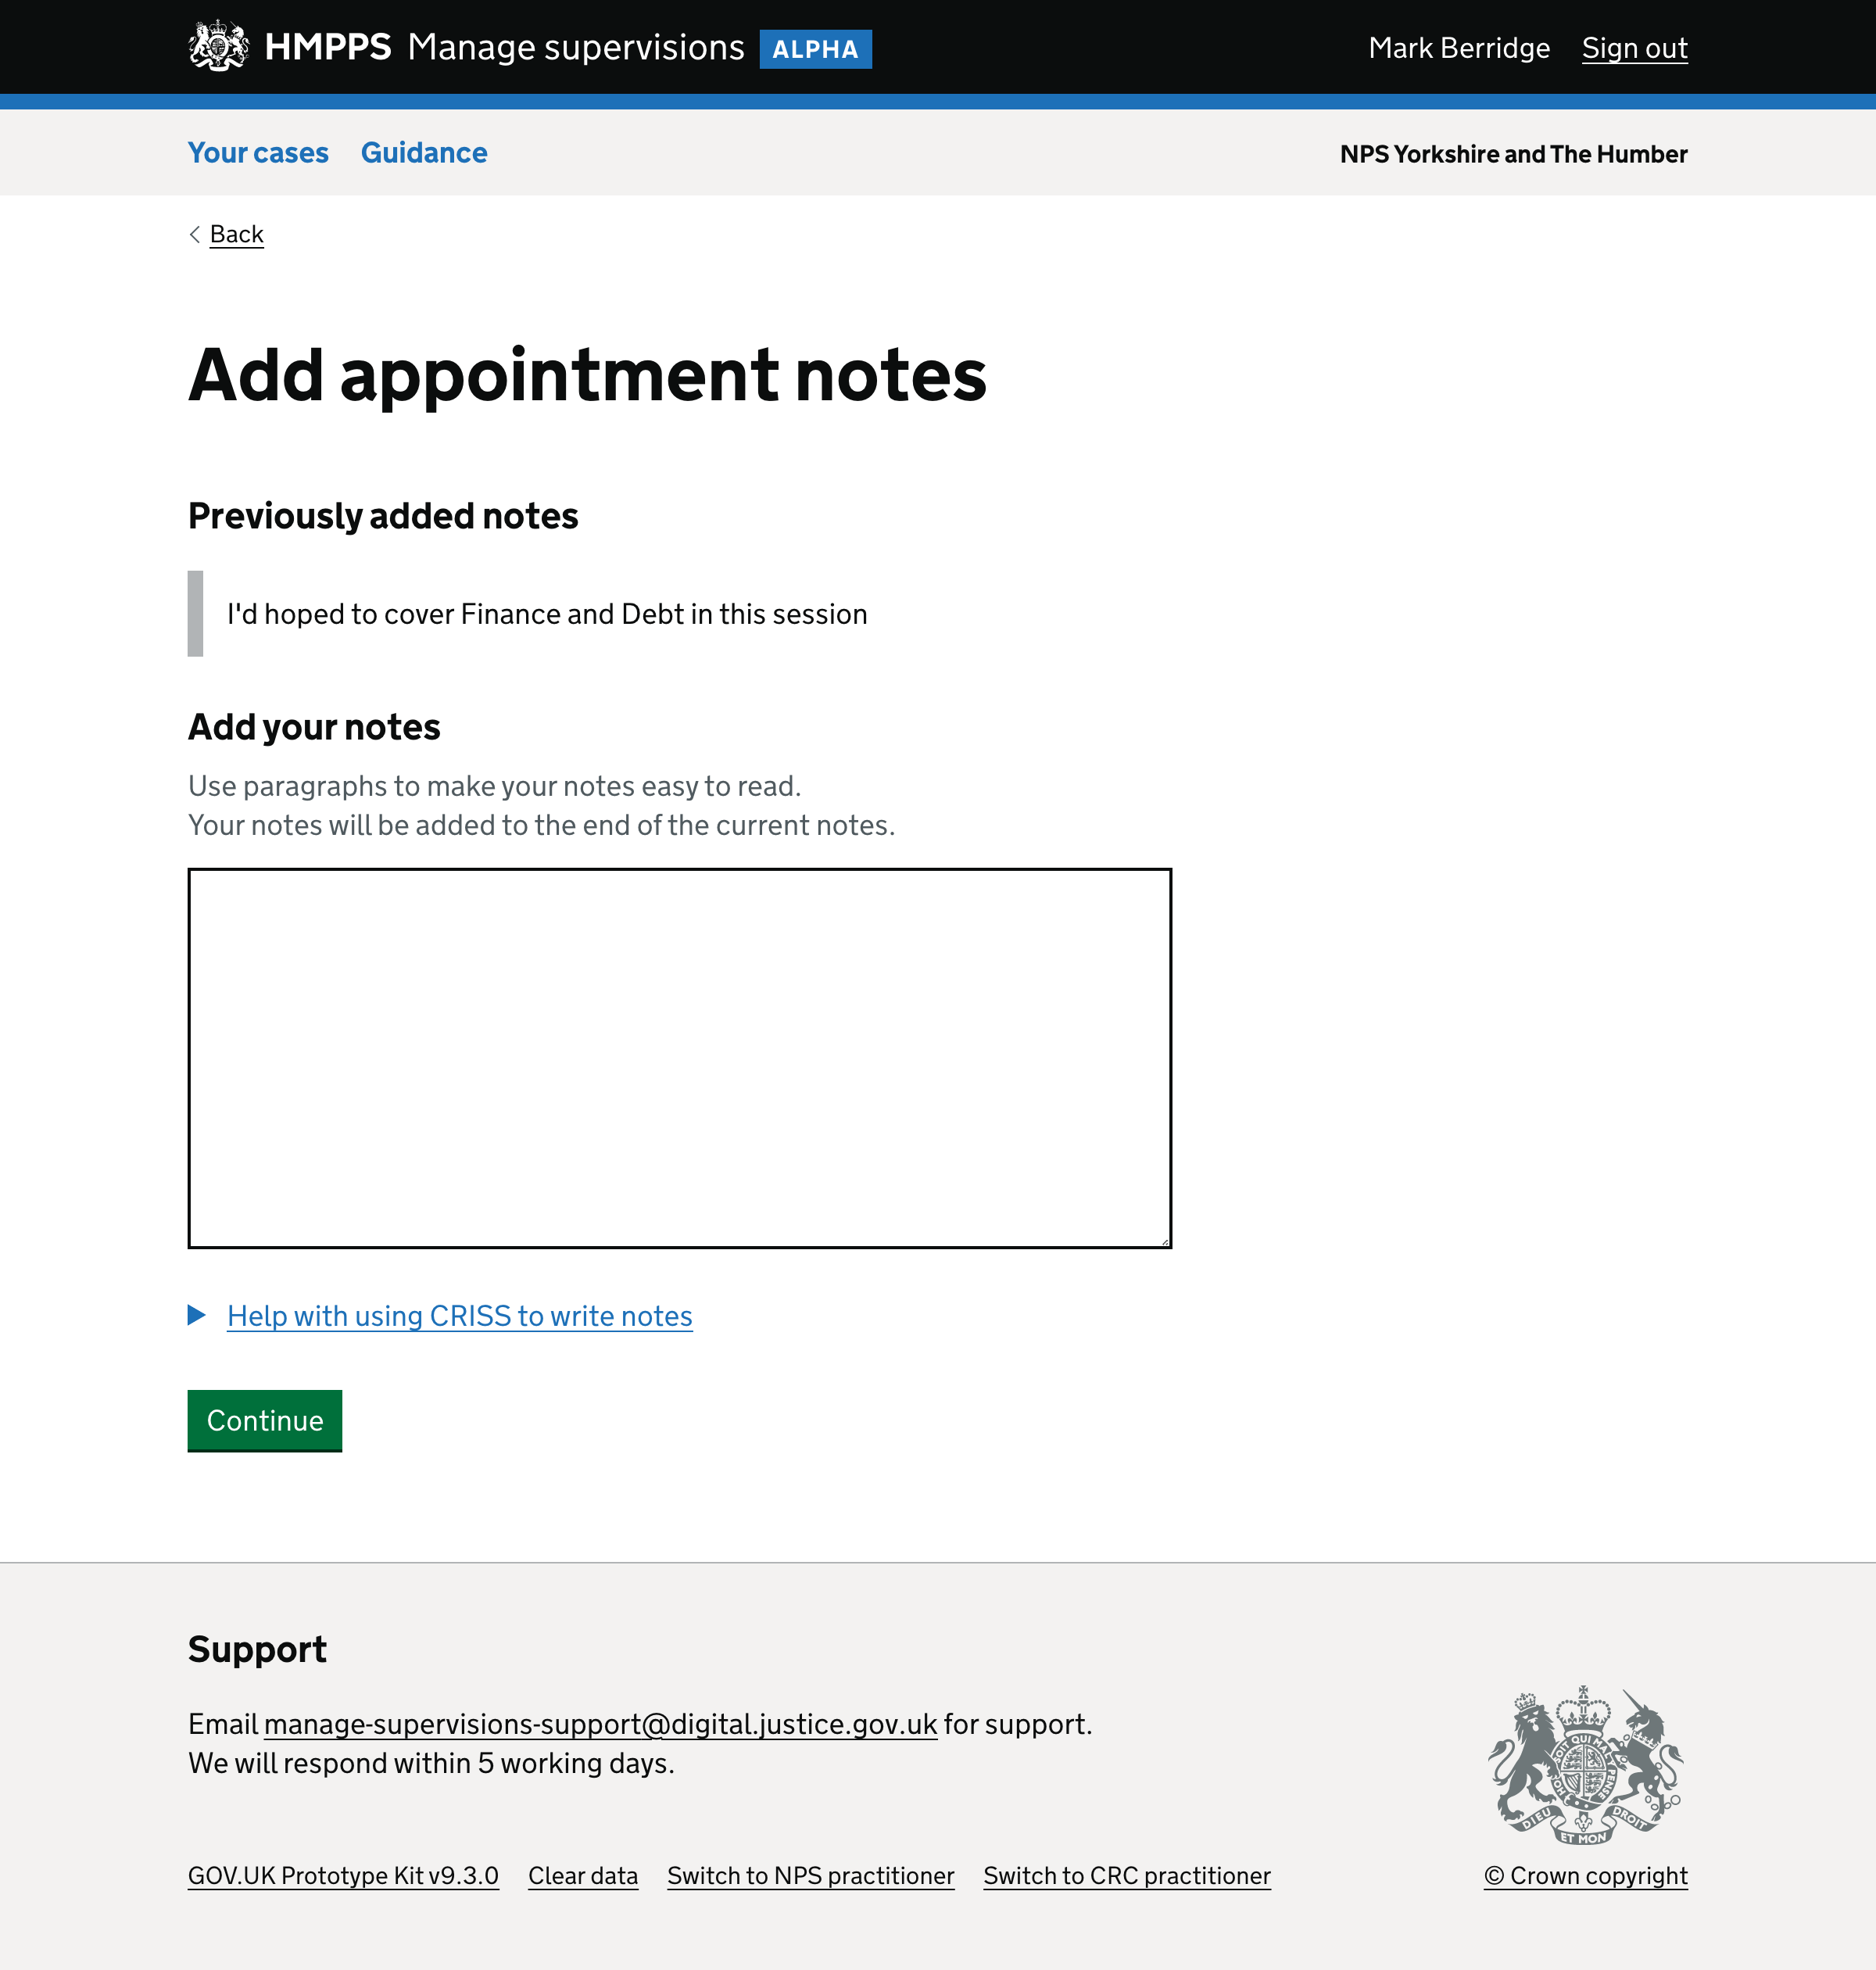 HMPPS Manage supervisions ALPHA
Mark Berridge Sign out
Your cases Guidance
NPS Yorkshire and The Humber
Back
Add appointment notes
Previously added notes
I'd hoped to cover Finance and Debt in this session
Add your notes
Use paragraphs to make your notes easy to read.
Your notes will be added to the end of the current notes.
Help with using CRISS to write notes
Continue
Support
Email manage-supervisions-support@digital.justice.gov.uk for support.
We will respond within 5 working days.
DIEU ET MON DROIT
GOV.UK Prototype Kit v9.3.0 Clear data Switch to NPS practitioner Switch to CRC practitioner
© Crown copyright